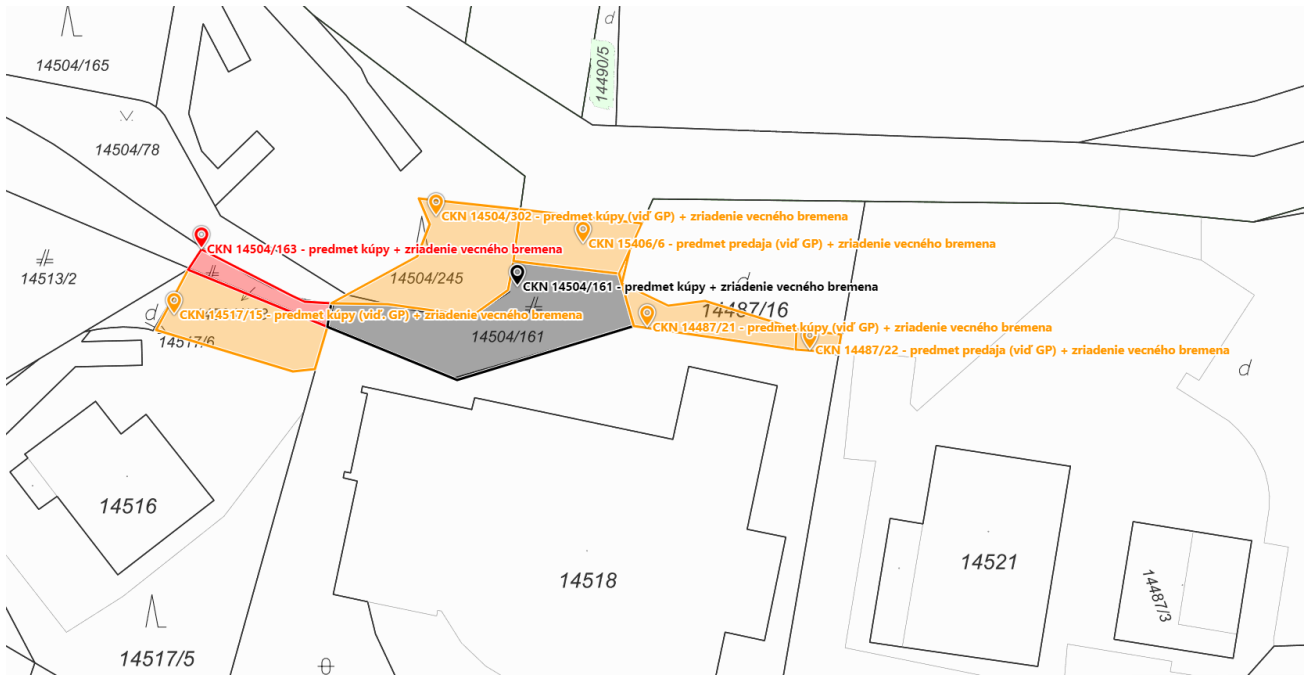 d
14504/165
14490/5
14504/78
CKN 14504/302 - predmet kúpy (viď GP) + zriadenie vecného bremena
CKN 15406/6 - predmet predaja (viď GP) + zriadenie vecného bremena
CKN 14504/163 - predmet kúpy + zriadenie vecného bremena
14513/2
14504/245
d
CKN 14504/161 - predmet kúpy + zriadenie vecného bremena
14487/16
d
CKN 14517/15 - predmet kúpy (viď. GP) + zriadenie vecného bremena
CKN 14487/21 - predmet kúpy (viď GP) + zriadenie vecného bremena
14517/6
14504/161
CKN 14487/22 - predmet predaja (viď GP) + zriadenie vecného bremena
d
14516
14518
14521
14487/3
14517/5